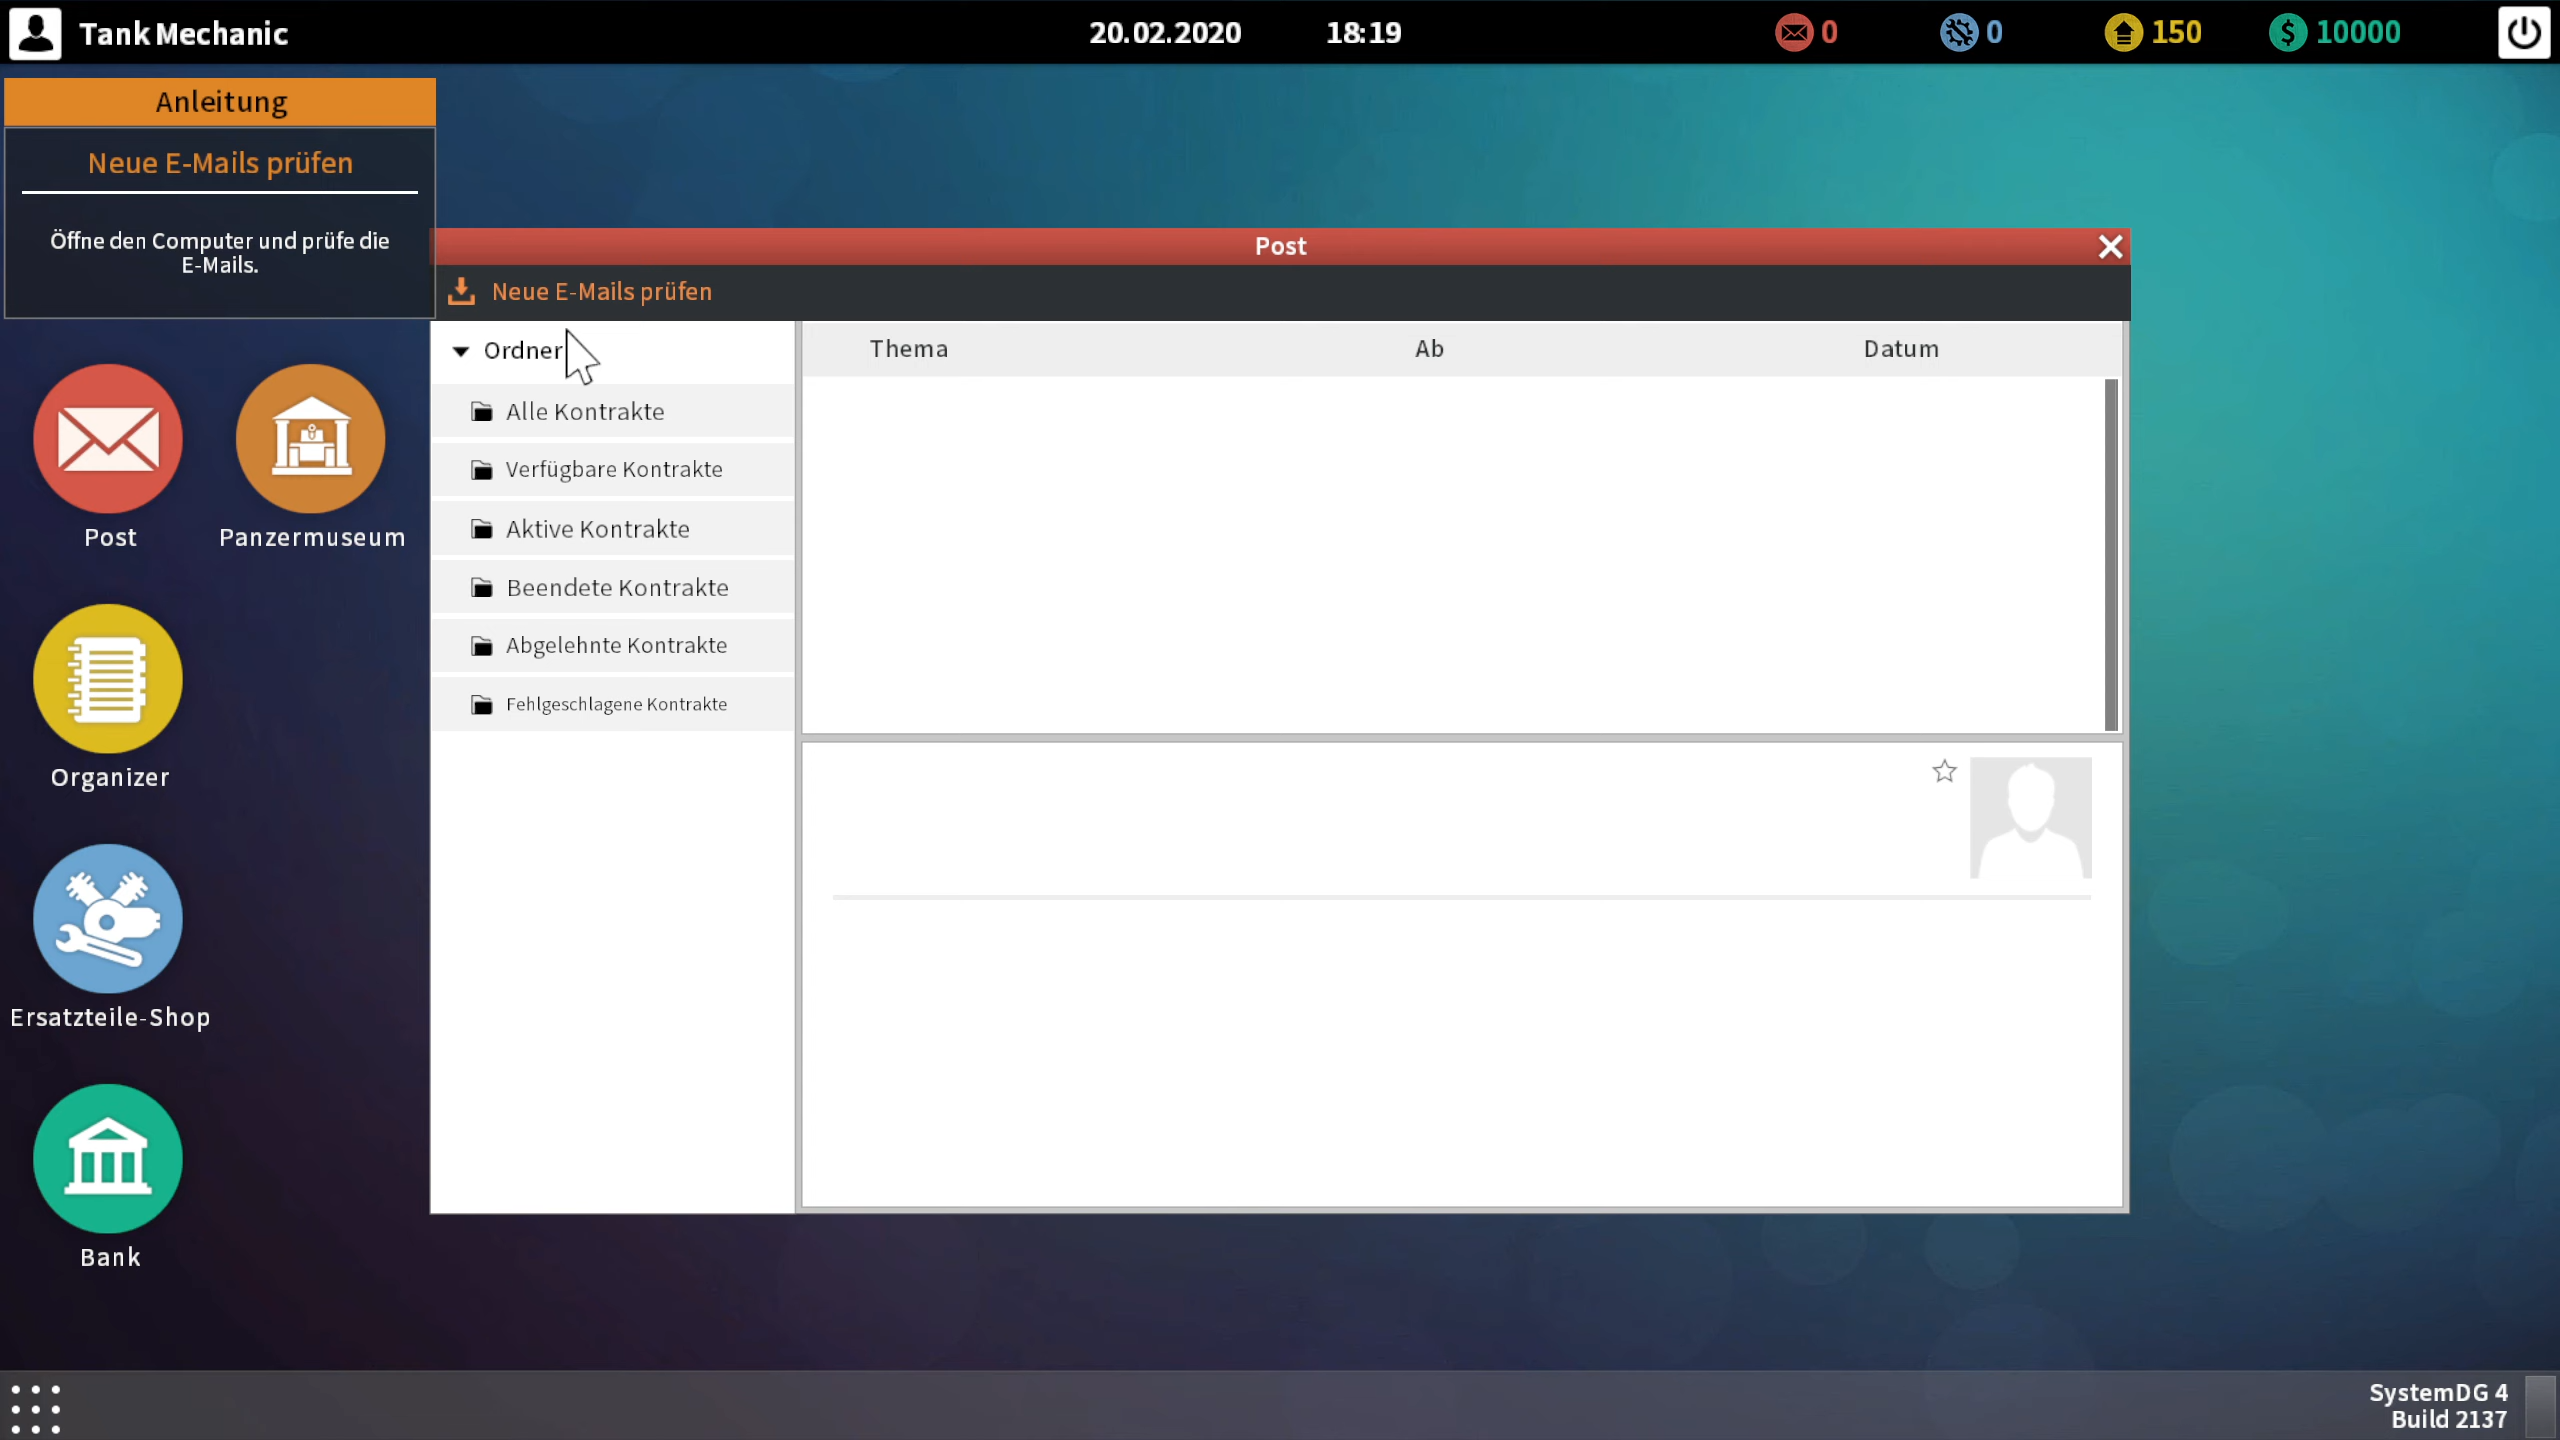 Tank Mechanic
20.02.2020 18:19
0
0
150
10000
Anleitung
Neue E-Mails prüfen
Öffne den Computer und prüfe die
E-Mails.
Post
Panzermuseum
Organizer
Ersatzteile-Shop
Bank
Post
Neue E-Mails prüfen
Ordner
Alle Kontrakte
Verfügbare Kontrakte
Aktive Kontrakte
Beendete Kontrakte
Abgelehnte Kontrakte
Fehlgeschlagene Kontrakte
Thema Ab Datum
SystemDG 4
Build 2137